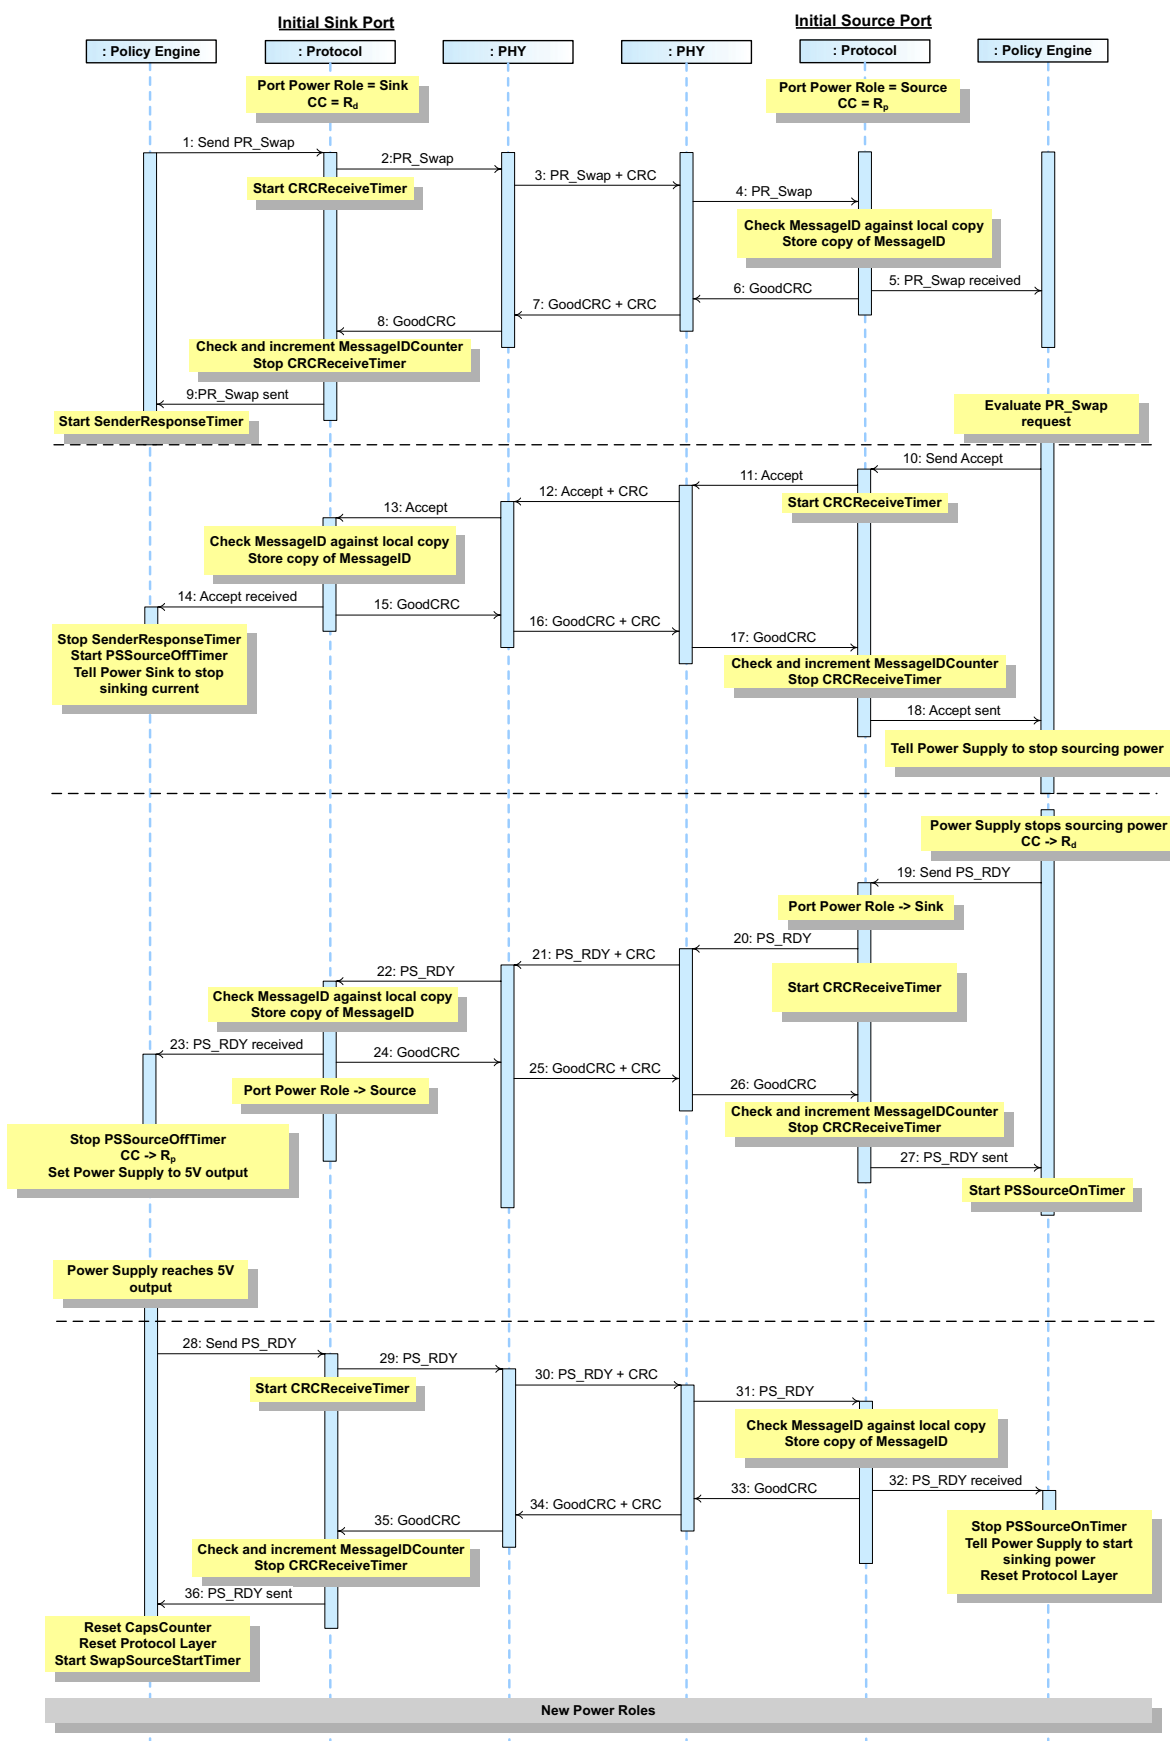 Initial Sink Port
Initial Source Port
: Policy Engine
: Protocol
: PHY
: PHY
: Protocol
: Policy Engine
Port Power Role = Sink
CC = Rd
Port Power Role = Source
CC = Rp
1: Send PR_Swap
2:PR_Swap
Start CRCReceiveTimer
3: PR_Swap + CRC
4: PR_Swap
Check MessageID against local copy
Store copy of MessageID
5: PR_Swap received
6: GoodCRC
7: GoodCRC + CRC
8: GoodCRC
Check and increment MessageIDCounter
Stop CRCReceiveTimer
9:PR_Swap sent
Start SenderResponseTimer
Evaluate PR_Swap
request
10: Send Accept
11: Accept
Start CRCReceiveTimer
12: Accept + CRC
13: Accept
Check MessageID against local copy
Store copy of MessageID
14: Accept received
15: GoodCRC
16: GoodCRC + CRC
17: GoodCRC
Stop SenderResponseTimer
Start PSSourceOffTimer
Tell Power Sink to stop
sinking current
Check and increment MessageIDCounter
Stop CRCReceiveTimer
18: Accept sent
Tell Power Supply to stop sourcing power
Power Supply stops sourcing power
CC -> Rd
19: Send PS_RDY
Port Power Role -> Sink
20: PS_RDY
21: PS_RDY + CRC
22: PS_RDY
Start CRCReceiveTimer
Check MessageID against local copy
Store copy of MessageID
23: PS_RDY received
24: GoodCRC
25: GoodCRC + CRC
26: GoodCRC
Port Power Role -> Source
Check and increment MessageIDCounter
Stop CRCReceiveTimer
Stop PSSourceOffTimer
CC -> Rp
Set Power Supply to 5V output
27: PS_RDY sent
Start PSSourceOnTimer
Power Supply reaches 5V
output
28: Send PS_RDY
29: PS_RDY
Start CRCReceiveTimer
30: PS_RDY + CRC
31: PS_RDY
Check MessageID against local copy
Store copy of MessageID
32: PS_RDY received
33: GoodCRC
34: GoodCRC + CRC
35: GoodCRC
Stop PSSourceOnTimer
Tell Power Supply to start
sinking power
Reset Protocol Layer
Check and increment MessageIDCounter
Stop CRCReceiveTimer
36: PS_RDY sent
Reset CapsCounter
Reset Protocol Layer
Start SwapSourceStartTimer
New Power Roles